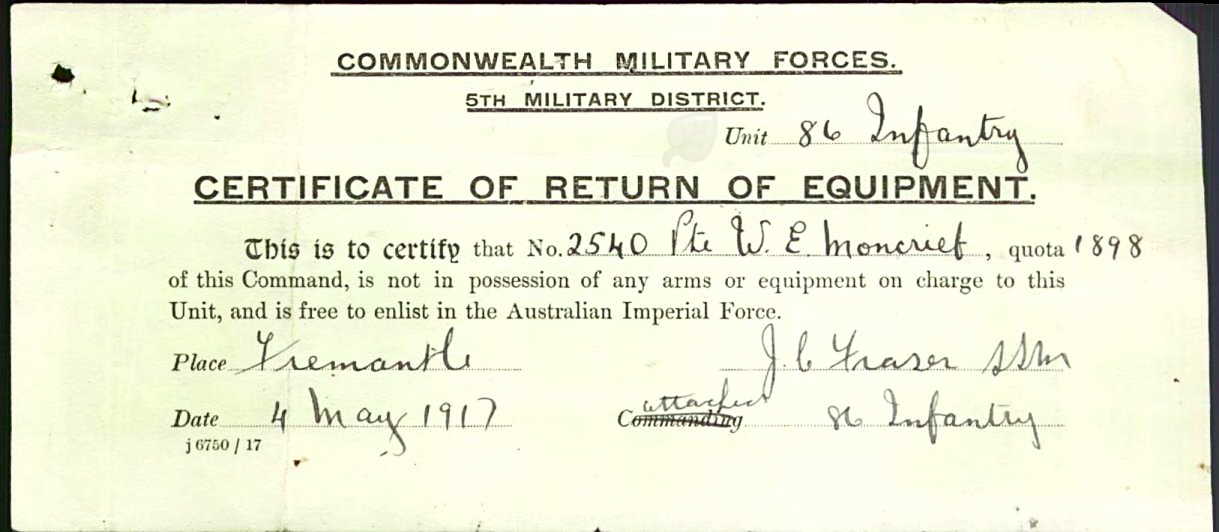 COMMONWEALTH MILITARY FORCES.
5TH MILITARY DISTRICT.
Unit 86 Infantry
CERTIFICATE OF RETURN OF EQUIPMENT.
This is to certify that No. 2540 Pte W. E. Moncrief, quota 1898
of this Command, is not in possession of any arms or equipment on charge to this
Unit, and is free to enlist in the Australian Imperial Force.
Place Fremantle J. C Fraser SSM
attached
Date 4 May 1917 Commanding 86 Infantry
j 6750 / 17